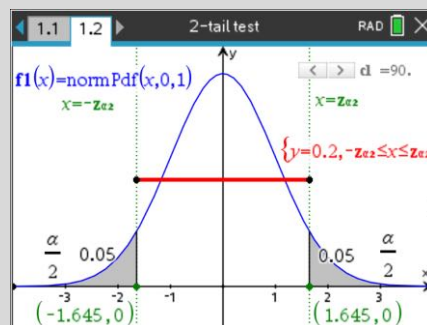 1.1 1.2 2-tail test RAD
y
f1(x)=normPdf(x,0,1)
< > cl =90.
x=-zα2
x=zα2
{y=0.2,-zα2≤x≤zα2
α/2 0.05
0.05 α/2
x
-3 -2 -1 1 2 3
(-1.645,0) (1.645,0)